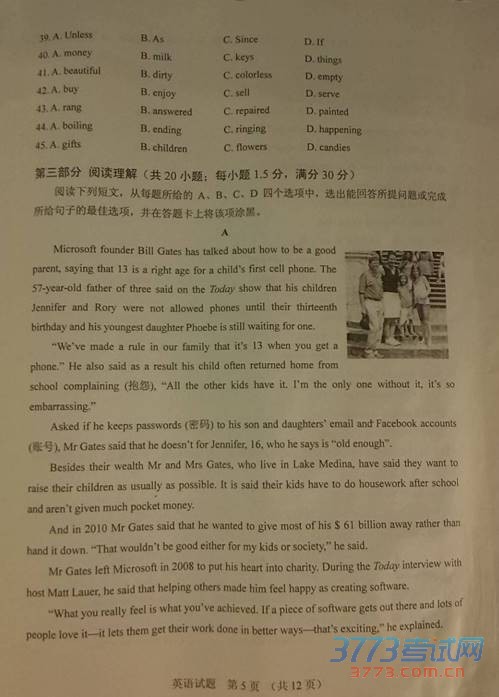 39. A. Unless B. As C. Since D. If
40. A. money B. milk C. keys D. things
41. A. beautiful B. dirty C. colorless D. empty
42. A. buy B. enjoy C. sell D. serve
43. A. rang B. answered C. repaired D. painted
44. A. boiling B. ending C. ringing D. happening
45. A. gifts B. children C. flowers D. candies
第三部分 阅读理解（共 20 小题；每小题 1.5 分，满分 30 分）
阅读下列短文，从每题所给的 A、B、C、D 四个选项中，选出能回答所提问题或完成
所给句子的最佳选项，并在答题卡上将该项涂黑。
A
Microsoft founder Bill Gates has talked about how to be a good
parent, saying that 13 is a right age for a child's first cell phone. The
57-year-old father of three said on the Today show that his children
Jennifer and Rory were not allowed phones until their thirteenth
birthday and his youngest daughter Phoebe is still waiting for one.
"We've made a rule in our family that it's 13 when you get a
phone." He also said as a result his child often returned home from
school complaining (抱怨), "All the other kids have it. I'm the only one without it, it's so
embarrassing."
Asked if he keeps passwords (密码) to his son and daughters' email and Facebook accounts
(账号), Mr Gates said that he doesn't for Jennifer, 16, who he says is "old enough".
Besides their wealth Mr and Mrs Gates, who live in Lake Medina, have said they want to
raise their children as usually as possible. It is said their kids have to do housework after school
and aren't given much pocket money.
And in 2010 Mr Gates said that he wanted to give most of his $ 61 billion away rather than
hand it down. "That wouldn't be good either for my kids or society," he said.
Mr Gates left Microsoft in 2008 to put his heart into charity. During the Today interview with
host Matt Lauer, he said that helping others made him feel happy as creating software.
"What you really feel is what you've achieved. If a piece of software gets out there and lots of
people love it—it lets them get their work done in better ways—that's exciting," he explained.
3773考试网
3773.com.cn
英语试题 第 5 页 （共 12 页）